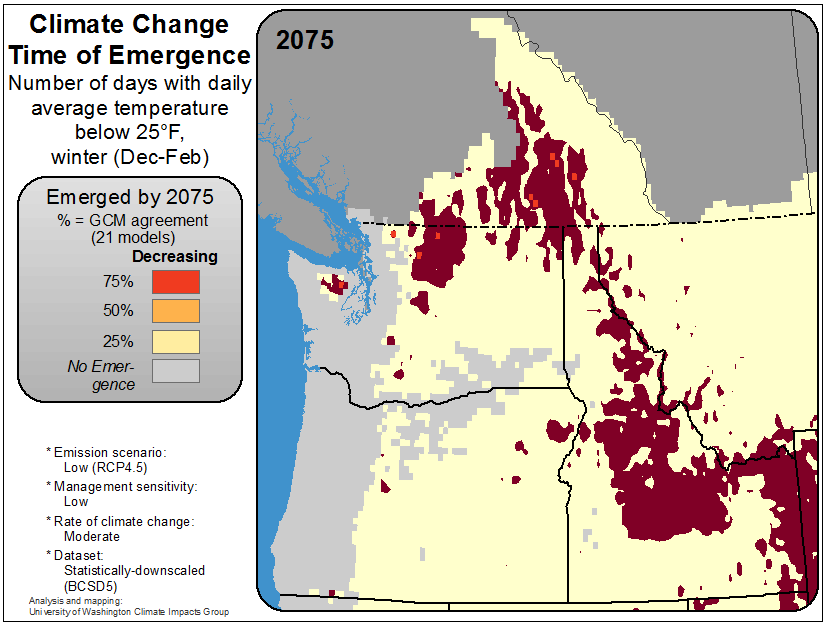 Climate Change
Time of Emergence
Number of days with daily
average temperature
below 25°F,
winter (Dec-Feb)
Emerged by 2075
% = GCM agreement
(21 models)
Decreasing
75%
50%
25%
No Emer-
gence
* Emission scenario:
Low (RCP4.5)
* Management sensitivity:
Low
* Rate of climate change:
Moderate
* Dataset:
Statistically-downscaled
(BCSD5)
Analysis and mapping:
University of Washington Climate Impacts Group
2075